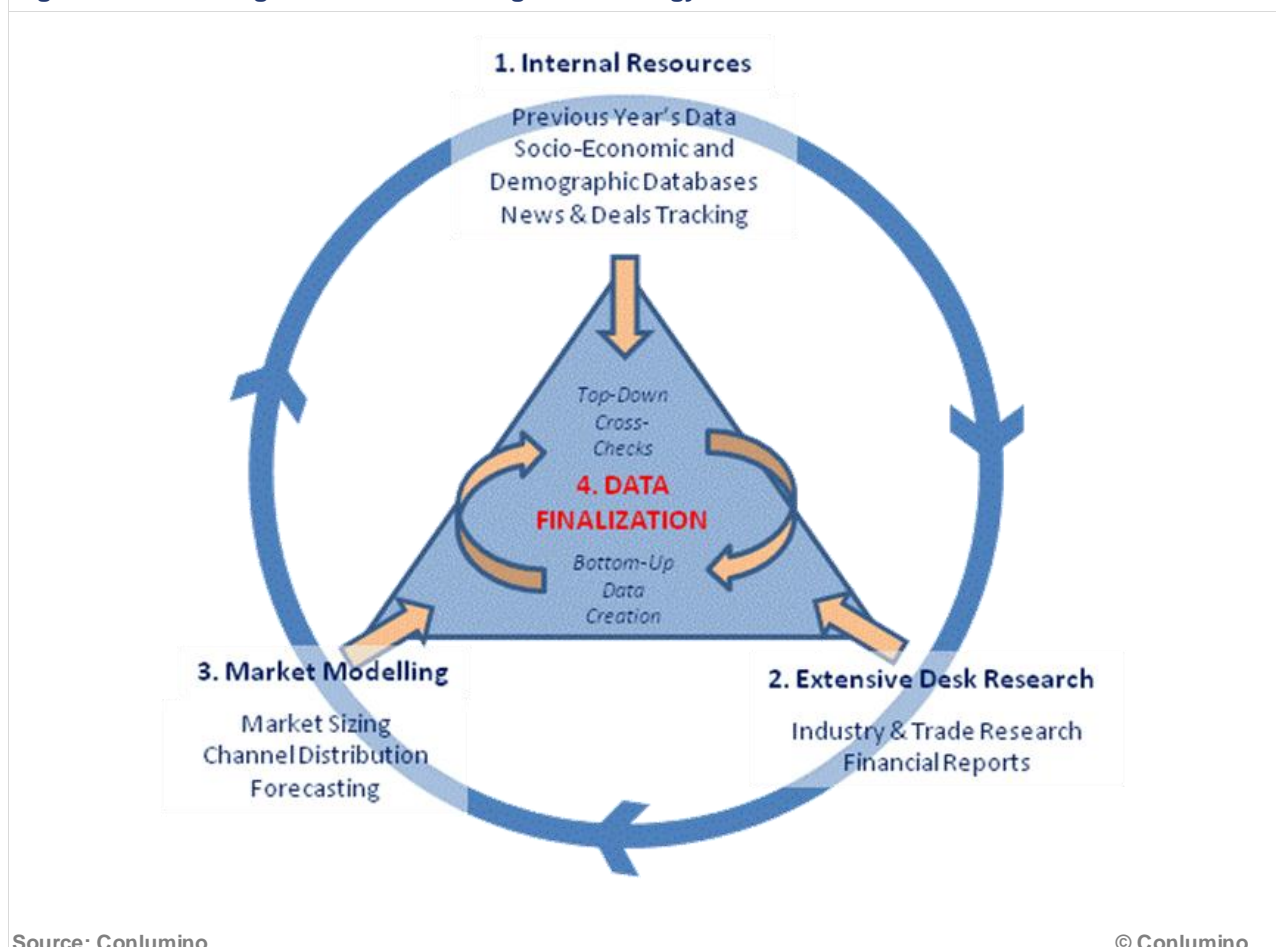 1. Internal Resources
Previous Year's Data
Socio-Economic and
Demographic Databases
News & Deals Tracking
Top-Down
Cross-
Checks
4. DATA
FINALIZATION
Bottom-Up
Data
Creation
3. Market Modelling
Market Sizing
Channel Distribution
Forecasting
2. Extensive Desk Research
Industry & Trade Research
Financial Reports
Source: Conlumino
© Conlumino